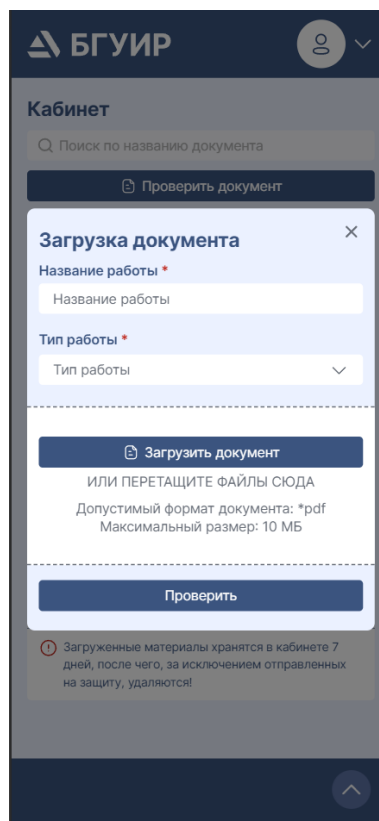 БГУИР
Кабинет
Поиск по названию документа
Проверить документ
Загрузка документа
Название работы *
Название работы
Тип работы *
Тип работы
Загрузить документ
ИЛИ ПЕРЕТАЩИТЕ ФАЙЛЫ СЮДА
Допустимый формат документа: *pdf
Максимальный размер: 10 МБ
Проверить
Загруженные материалы хранятся в кабинете 7
дней, после чего, за исключением отправленных
на защиту, удаляются!